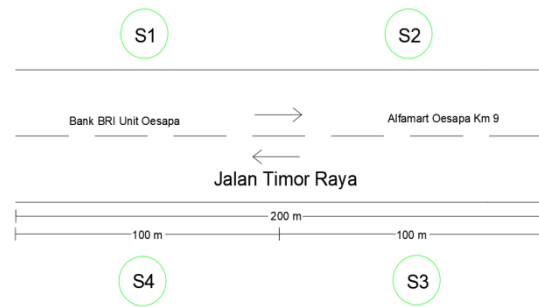 S1 S2
Bank BRI Unit Oesapa Alfamart Oesapa Km 9
Jalan Timor Raya
200 m
100 m 100 m
S4 S3